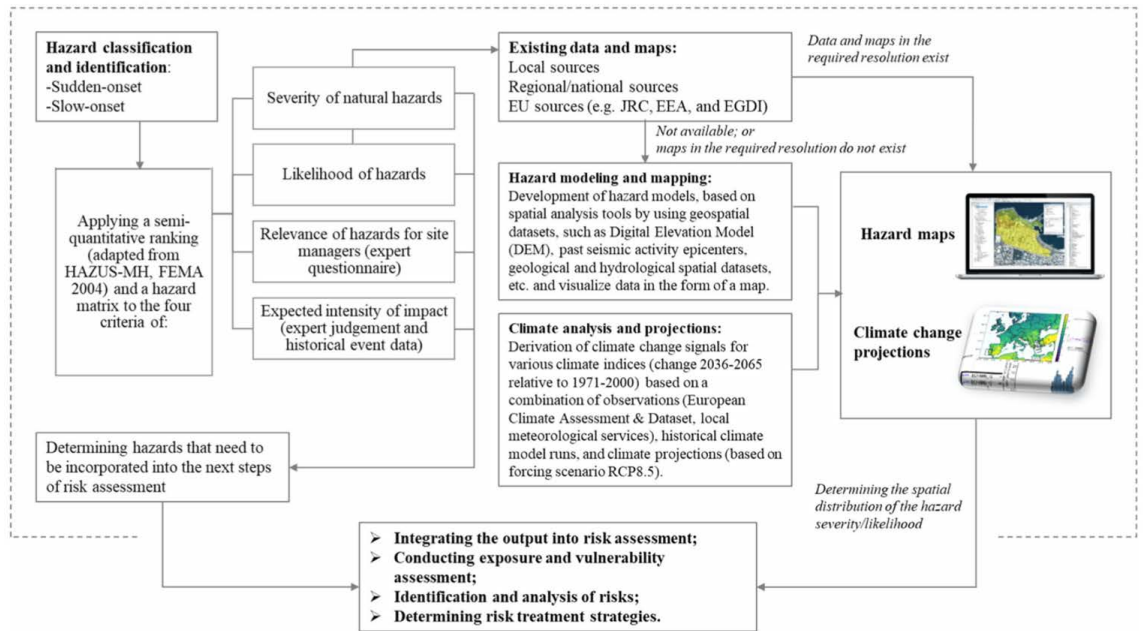 Hazard classification
and identification:
-Sudden-onset
-Slow-onset
Applying a semi-
quantitative ranking
(adapted from
HAZUS-MH, FEMA
2004) and a hazard
matrix to the four
criteria of:
Severity of natural hazards
Likelihood of hazards
Relevance of hazards for site
managers (expert
questionnaire)
Expected intensity of impact
(expert judgement and
historical event data)
Determining hazards that need to
be incorporated into the next steps
of risk assessment
Existing data and maps:
Local sources
Regional/national sources
EU sources (e.g. JRC, EEA, and EGDI)
Data and maps in the
required resolution exist
Not available; or
maps in the required resolution do not exist
Hazard modeling and mapping:
Development of hazard models, based on
spatial analysis tools by using geospatial
datasets, such as Digital Elevation Model
(DEM), past seismic activity epicenters,
geological and hydrological spatial datasets,
etc. and visualize data in the form of a map.
Climate analysis and projections:
Derivation of climate change signals for
various climate indices (change 2036-2065
relative to 1971-2000) based on a
combination of observations (European
Climate Assessment & Dataset, local
meteorological services), historical climate
model runs, and climate projections (based on
forcing scenario RCP8.5).
Hazard maps
Climate change
projections
Determining the spatial
distribution of the hazard
severity/likelihood
➢ Integrating the output into risk assessment;
➢ Conducting exposure and vulnerability
assessment;
➢ Identification and analysis of risks;
➢ Determining risk treatment strategies.